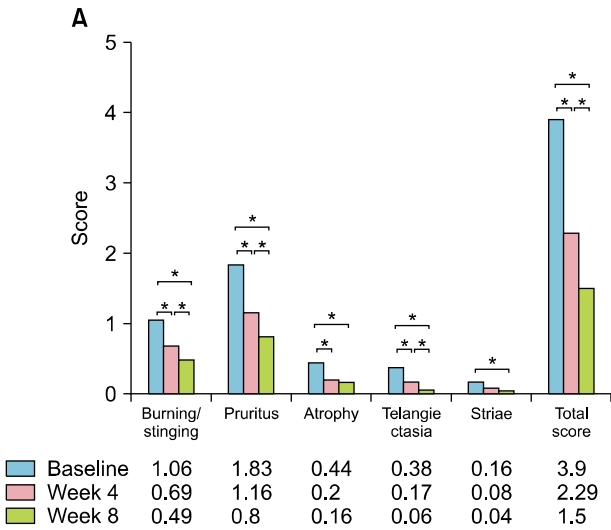 A
5
4
3
2
1
0
Score
* * * * * * * * * * * * * * * * *
Burning/ Pruritus Atrophy Telangie Striae Total
stinging ctasia score
Baseline 1.06 1.83 0.44 0.38 0.16 3.9
Week 4 0.69 1.16 0.2 0.17 0.08 2.29
Week 8 0.49 0.8 0.16 0.06 0.04 1.5